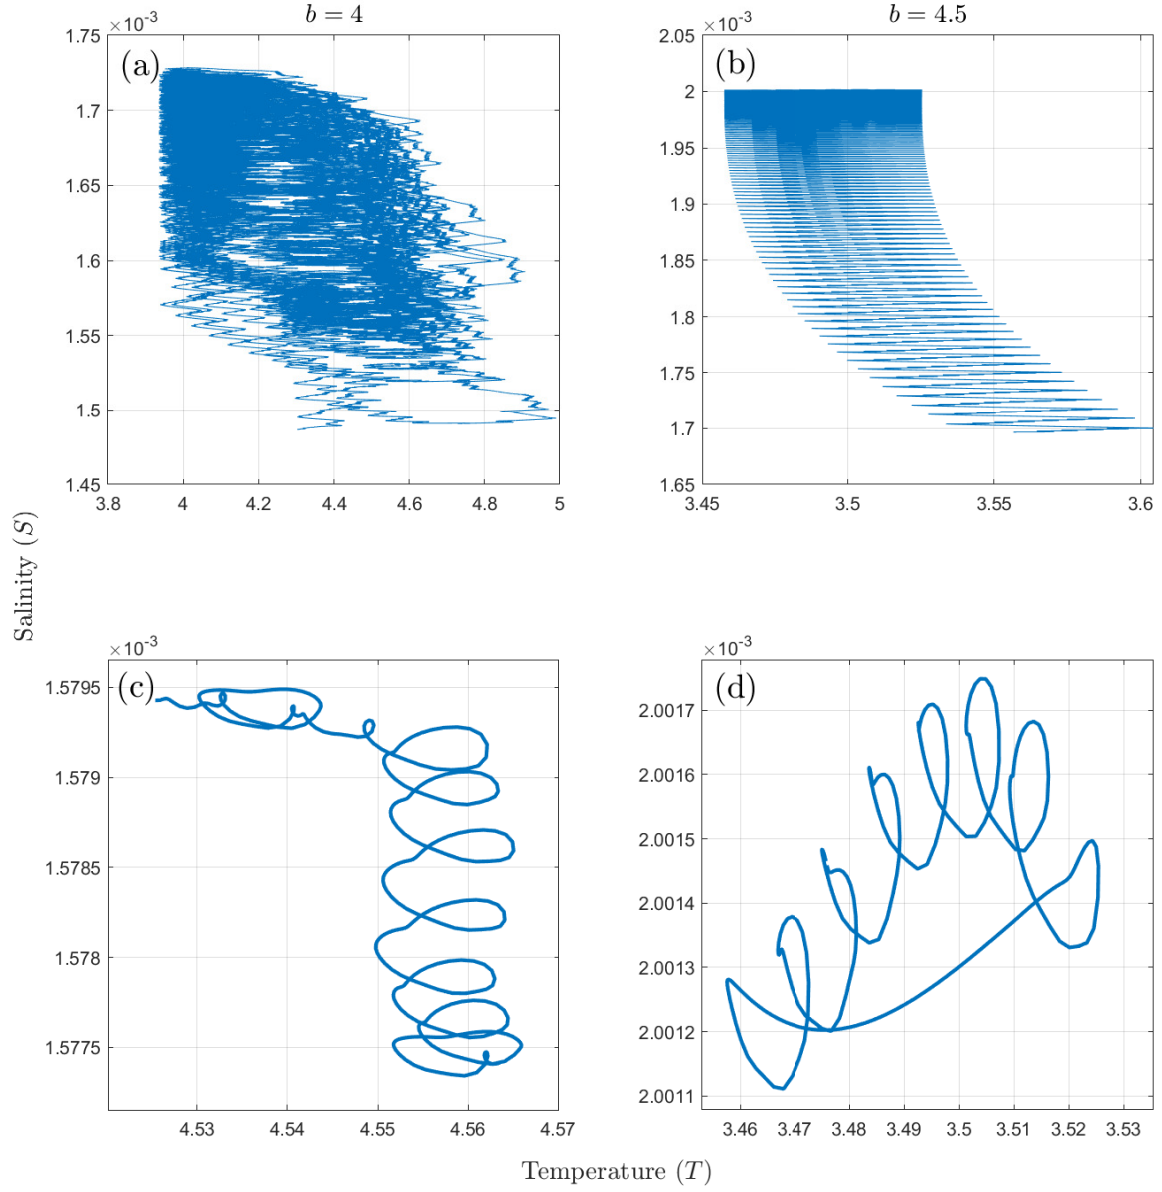 b = 4
×10⁻³
(a)
1.75
1.7
1.65
1.6
1.55
1.5
1.45
3.8 4 4.2 4.4 4.6 4.8 5
b = 4.5
×10⁻³
(b)
2.05
2
1.95
1.9
1.85
1.8
1.75
1.7
1.65
3.45 3.5 3.55 3.6
Salinity (S)
×10⁻³
(c)
1.5795
1.579
1.5785
1.578
1.5775
4.53 4.54 4.55 4.56 4.57
×10⁻³
(d)
2.0017
2.0016
2.0015
2.0014
2.0013
2.0012
2.0011
3.46 3.47 3.48 3.49 3.5 3.51 3.52 3.53
Temperature (T)